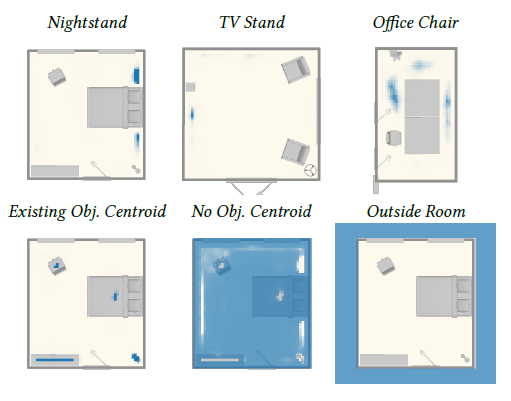 Nightstand
TV Stand
Office Chair
Existing Obj. Centroid
No Obj. Centroid
Outside Room